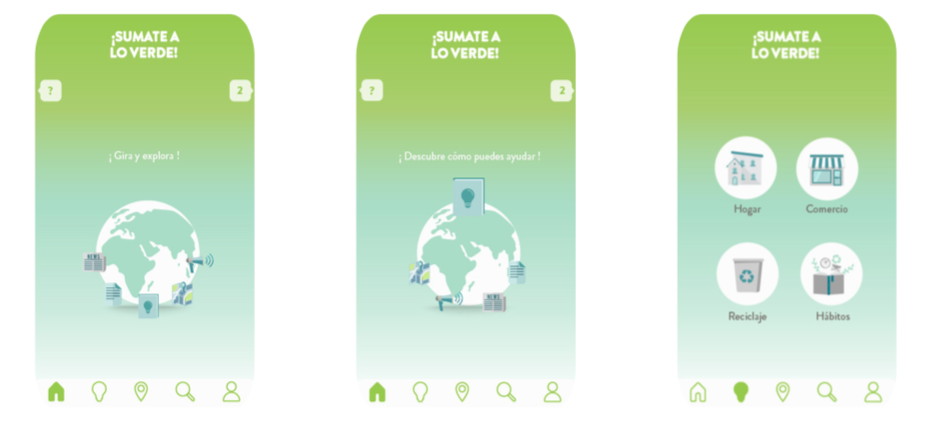 ¡SUMATE A
LO VERDE!
?
2
¡ Gira y explora !
NEWS
¡SUMATE A
LO VERDE!
?
2
¡ Descubre cómo puedes ayudar !
NEWS
¡SUMATE A
LO VERDE!
Hogar
Comercio
Reciclaje
Hábitos